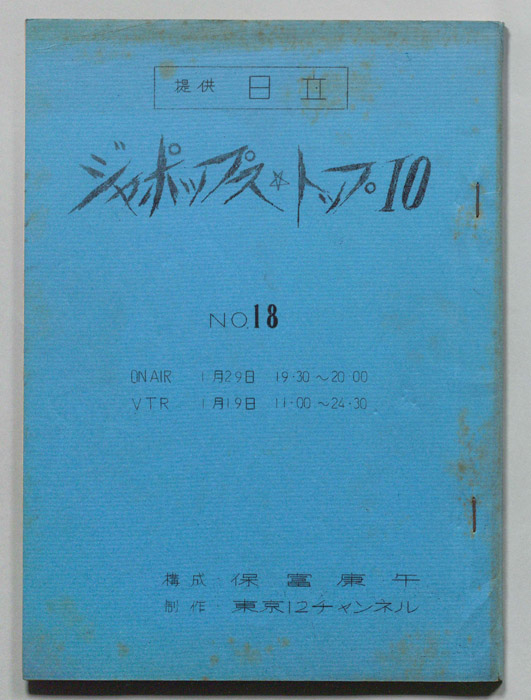 提供 日立
ジャポップス☆トップ10
NO.18
ON AIR 1月29日 19・30～20・00
VTR 1月19日 11・00～24・30
構成・保富康午
制作・東京12チャンネル